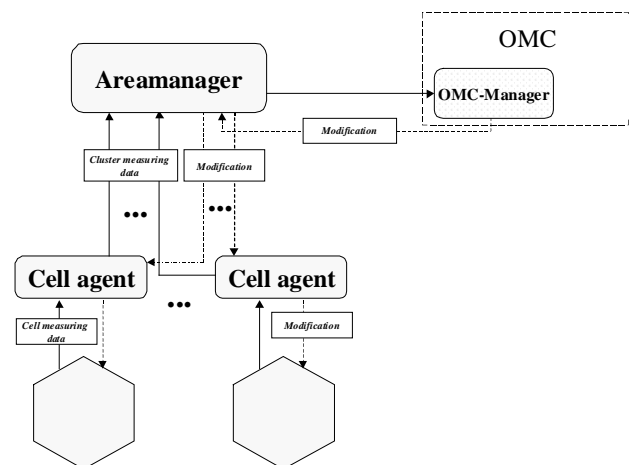 OMC
Areamanager
OMC-Manager
Modification
Cluster measuring
data
Modification
•••
•••
Cell agent
Cell agent
•••
Cell measuring
data
Modification